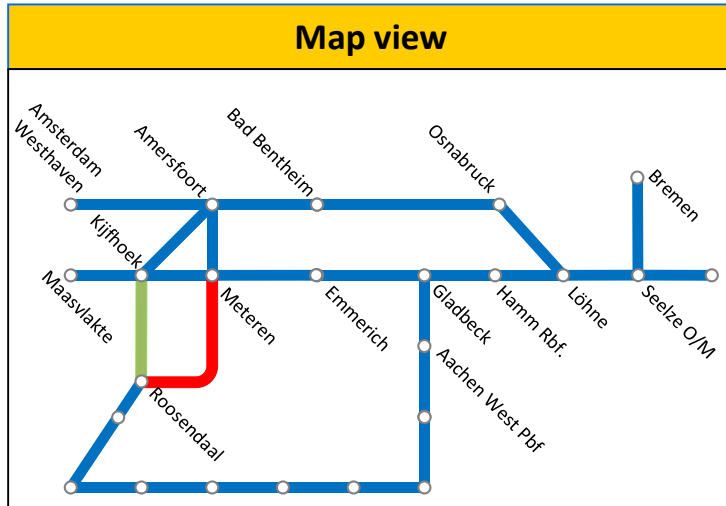 Map view
Amsterdam
Westhaven
Amersfoort
Bad Bentheim
Osnabruck
Bremen
Kijfhoek
Maasvlakte
Meteren
Emmerich
Gladbeck
Hamm Rbf.
Löhne
Seelze O/M
Aachen West Pbf
Roosendaal